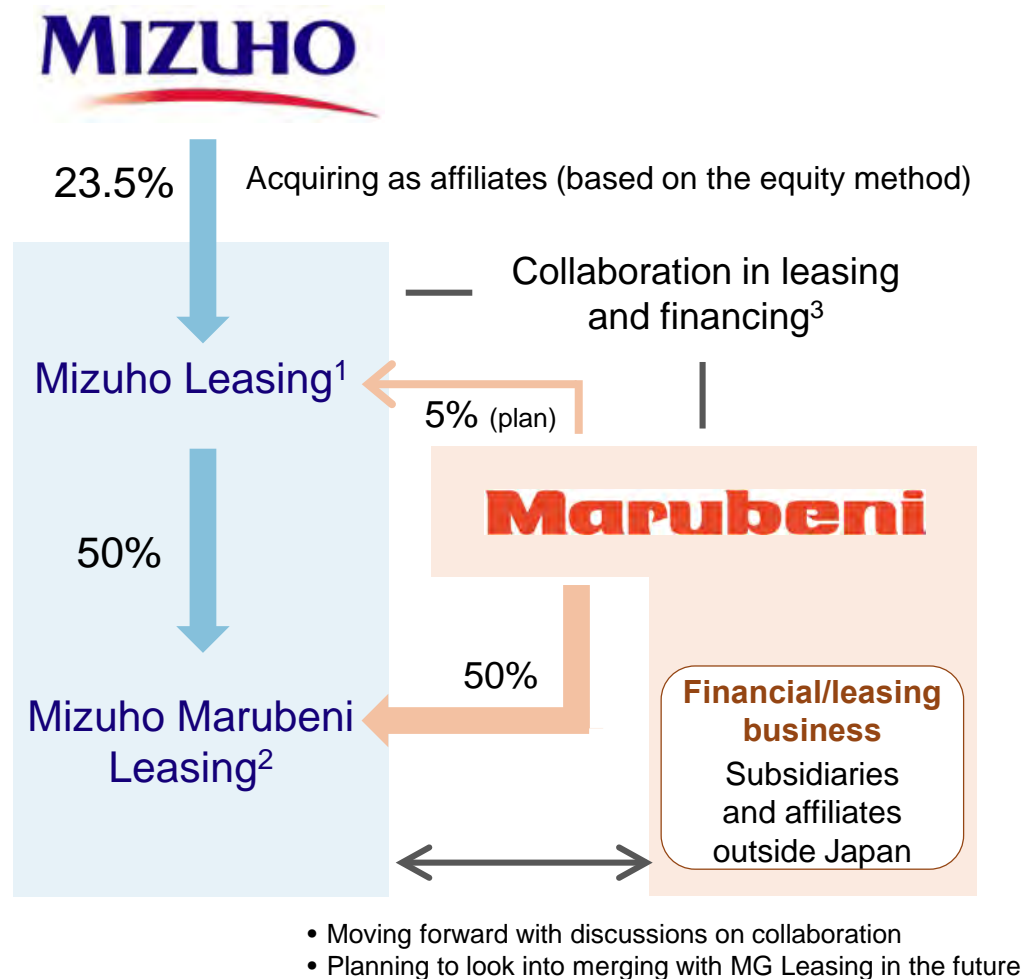 MIZUHO
23.5%
Acquiring as affiliates (based on the equity method)
Collaboration in leasing
and financing³
Mizuho Leasing¹
5% (plan)
Marubeni
50%
50%
Mizuho Marubeni
Leasing²
Financial/leasing
business
Subsidiaries
and affiliates
outside Japan
• Moving forward with discussions on collaboration
• Planning to look into merging with MG Leasing in the future